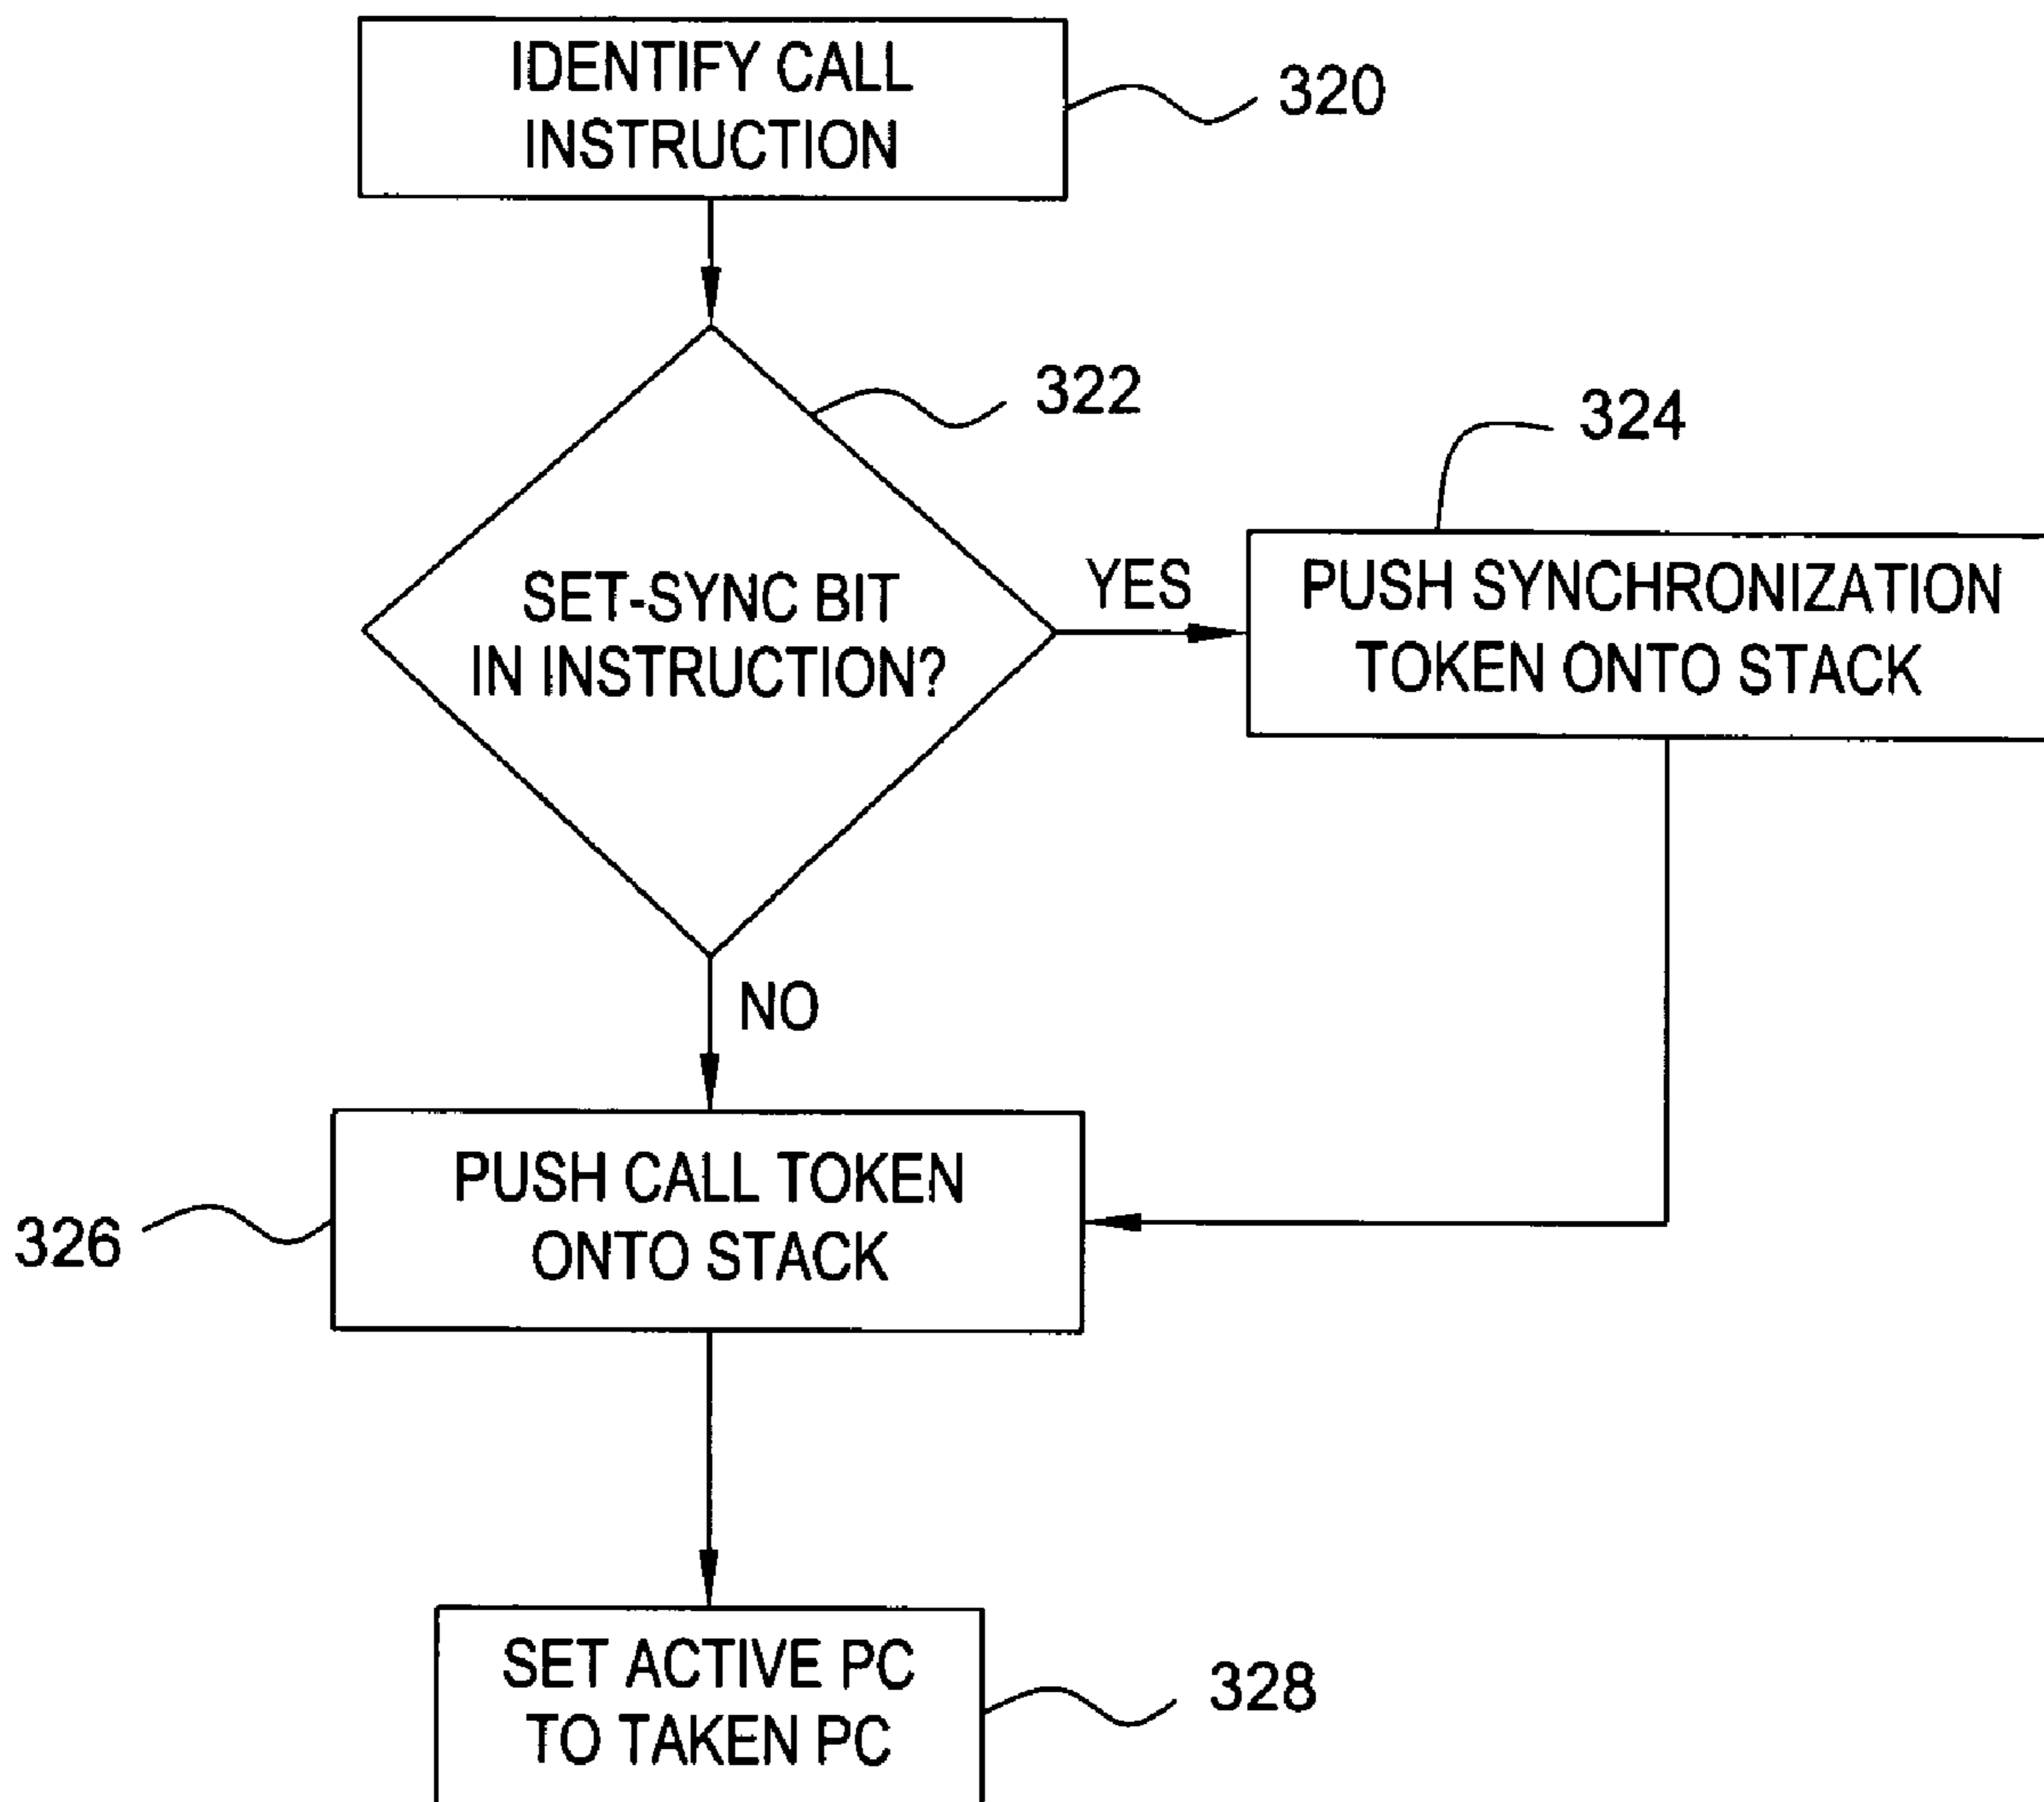 IDENTIFY CALL
INSTRUCTION
320
322
324
SET-SYNC BIT
IN INSTRUCTION?
YES
PUSH SYNCHRONIZATION
TOKEN ONTO STACK
NO
PUSH CALL TOKEN
ONTO STACK
326
SET ACTIVE PC
TO TAKEN PC
328